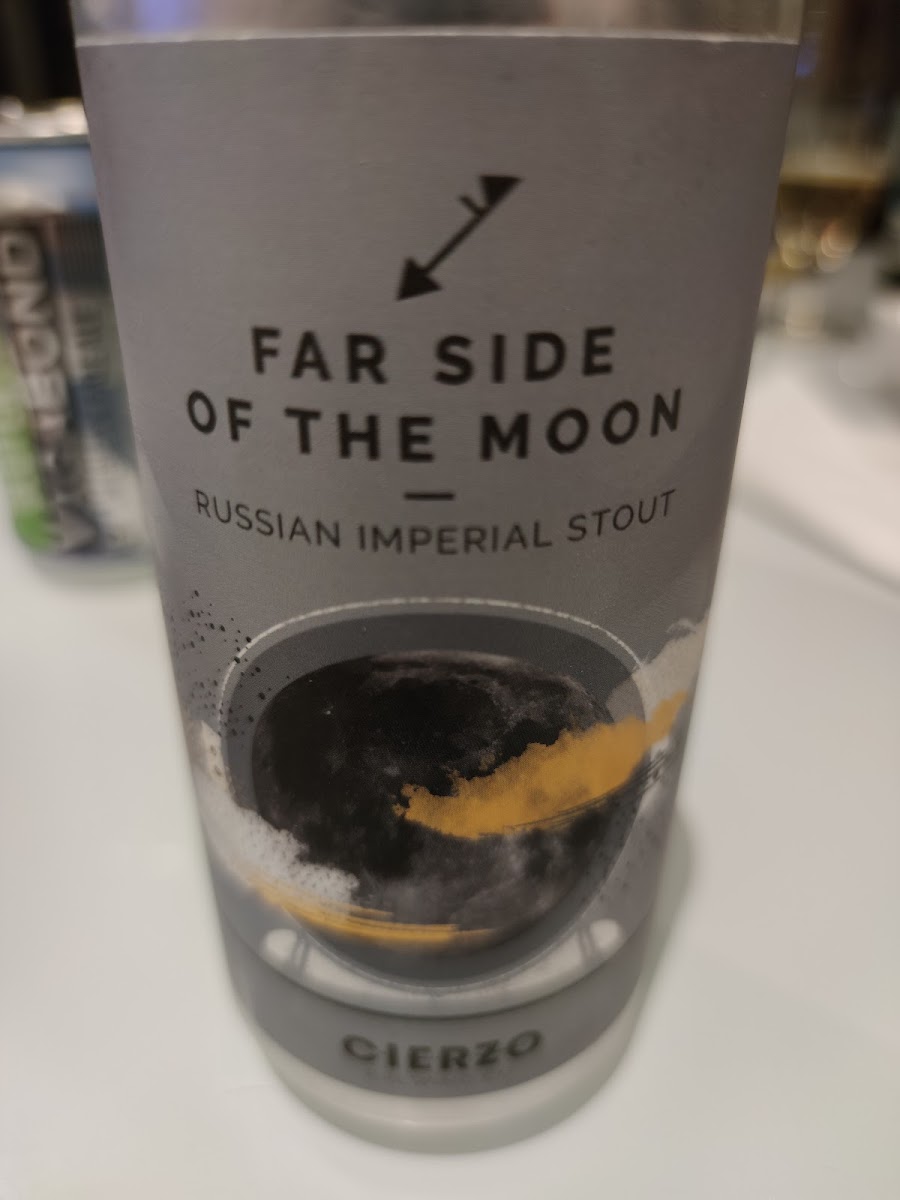 FAR SIDE
OF THE MOON
RUSSIAN IMPERIAL STOUT
CIERZO